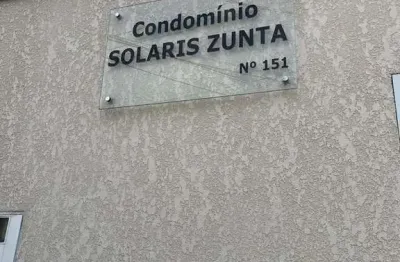 Condomínio
SOLARIS ZUNTA
Nº 151